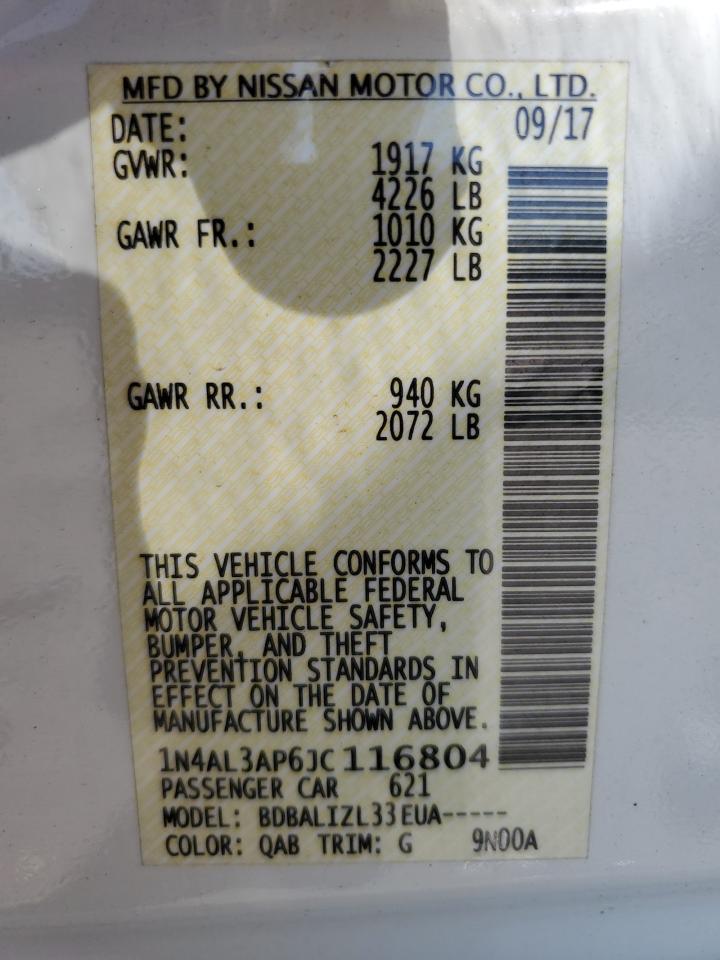 MFD BY NISSAN MOTOR CO., LTD.
DATE: 09/17
GVWR: 1917 KG
4226 LB
GAWR FR.: 1010 KG
2227 LB
GAWR RR.: 940 KG
2072 LB
THIS VEHICLE CONFORMS TO
ALL APPLICABLE FEDERAL
MOTOR VEHICLE SAFETY,
BUMPER, AND THEFT
PREVENTION STANDARDS IN
EFFECT ON THE DATE OF
MANUFACTURE SHOWN ABOVE.
1N4AL3AP6JC116804
PASSENGER CAR 621
MODEL: BDBALIZL33EUA-----
COLOR: QAB TRIM: G 9N00A